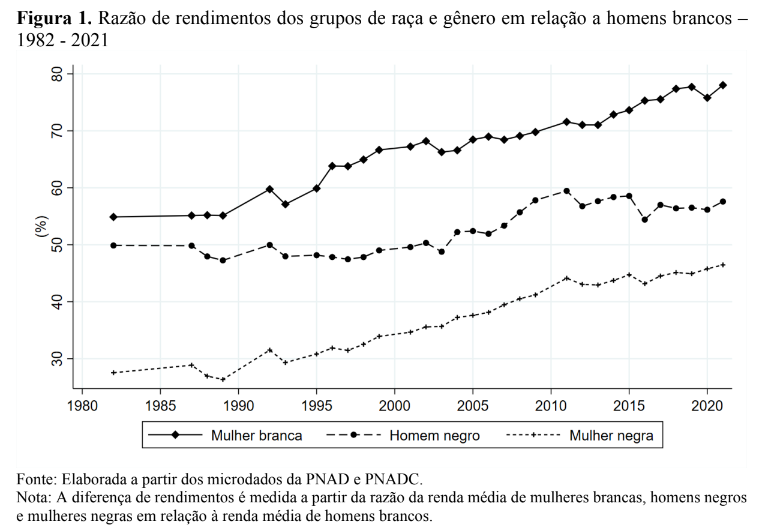 Figura 1. Razão de rendimentos dos grupos de raça e gênero em relação a homens brancos –
1982 - 2021
80
70
60
50
40
30
(%)
1980 1985 1990 1995 2000 2005 2010 2015 2020
Mulher branca Homem negro Mulher negra
Fonte: Elaborada a partir dos microdados da PNAD e PNADC.
Nota: A diferença de rendimentos é medida a partir da razão da renda média de mulheres brancas, homens negros
e mulheres negras em relação à renda média de homens brancos.